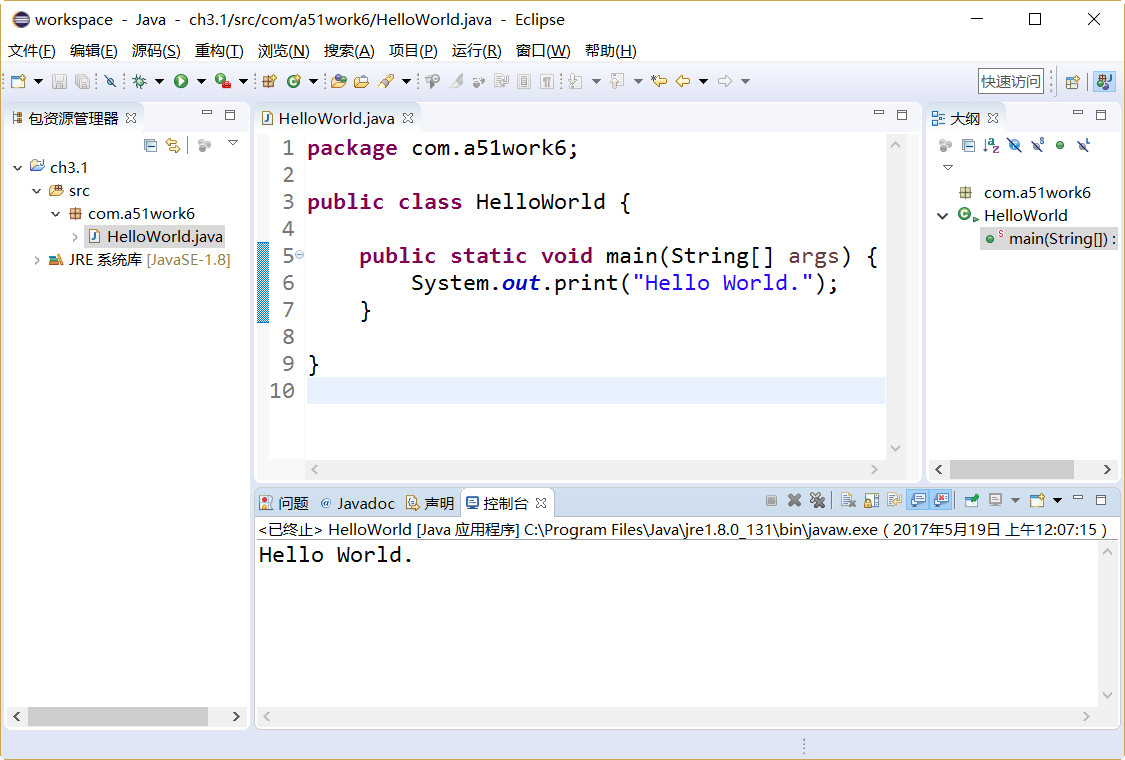 workspace - Java - ch3.1/src/com/a51work6/HelloWorld.java - Eclipse
文件(F) 编辑(E) 源码(S) 重构(T) 浏览(N) 搜索(A) 项目(P) 运行(R) 窗口(W) 帮助(H)
快速访问
包资源管理器
ch3.1
src
com.a51work6
HelloWorld.java
JRE 系统库 [JavaSE-1.8]
HelloWorld.java
1 package com.a51work6;
2
3 public class HelloWorld {
4
5 public static void main(String[] args) {
6 System.out.print("Hello World.");
7 }
8
9 }
10
大纲
com.a51work6
HelloWorld
main(String[]) :
问题 @ Javadoc 声明 控制台
<已终止> HelloWorld [Java 应用程序] C:\Program Files\Java\jre1.8.0_131\bin\javaw.exe ( 2017年5月19日 上午12:07:15 )
Hello World.